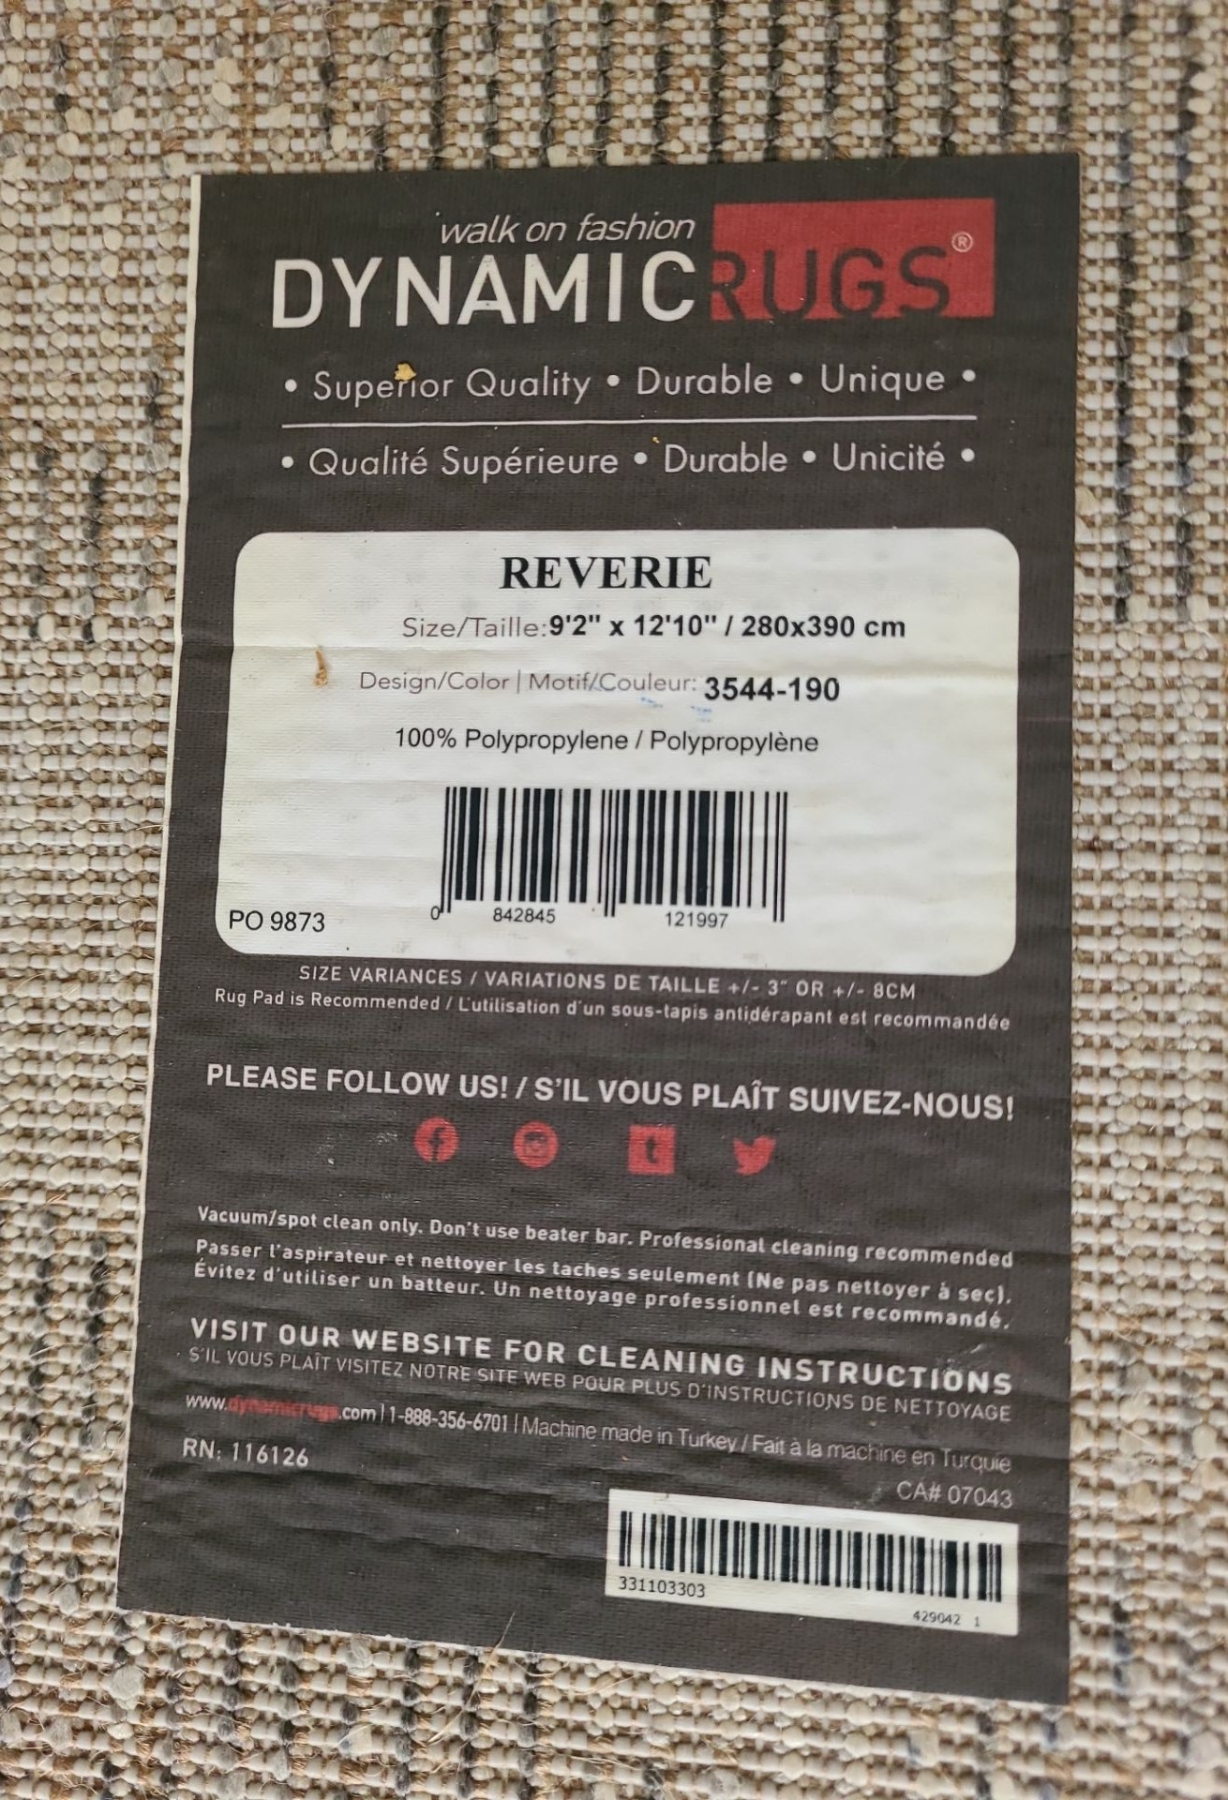 walk on fashion
DYNAMICRUGS®
• Superior Quality • Durable • Unique •
• Qualité Supérieure • Durable • Unicité •
REVERIE
Size/Taille:9'2" x 12'10" / 280x390 cm
Design/Color | Motif/Couleur: 3544-190
100% Polypropylene / Polypropylène
0 842845 121997
PO 9873
SIZE VARIANCES / VARIATIONS DE TAILLE +/- 3" OR +/- 8CM
Rug Pad is Recommended / L'utilisation d'un sous-tapis antidérapant est recommandée
PLEASE FOLLOW US! / S'IL VOUS PLAÎT SUIVEZ-NOUS!
Vacuum/spot clean only. Don't use beater bar. Professional cleaning recommended
Passer l'aspirateur et nettoyer les taches seulement (Ne pas nettoyer à sec).
Évitez d'utiliser un batteur. Un nettoyage professionnel est recommandé.
VISIT OUR WEBSITE FOR CLEANING INSTRUCTIONS
S'IL VOUS PLAÎT VISITEZ NOTRE SITE WEB POUR PLUS D'INSTRUCTIONS DE NETTOYAGE
www.dynamicrugs.com | 1-888-356-6701 | Machine made in Turkey / Fait à la machine en Turquie
RN: 116126
CA# 07043
331103303
429042 1